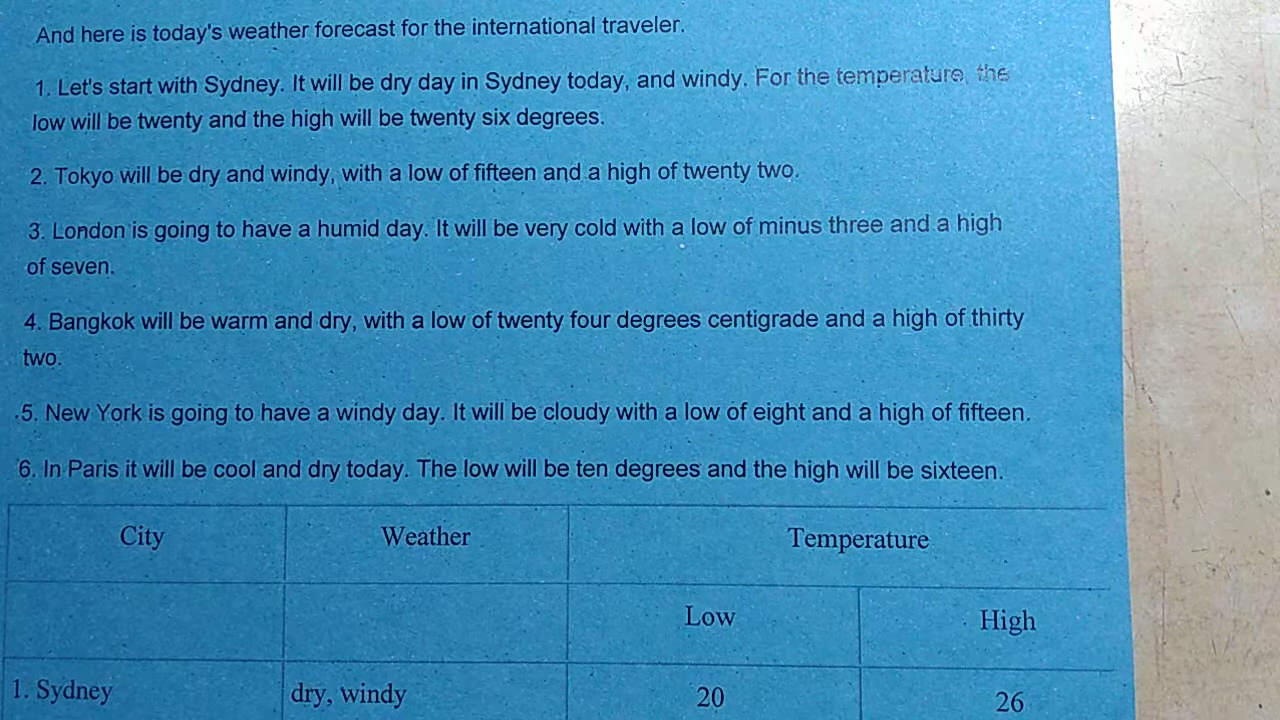 And here is today's weather forecast for the international traveler.
1. Let's start with Sydney. It will be dry day in Sydney today, and windy. For the temperature, the
low will be twenty and the high will be twenty six degrees.
2. Tokyo will be dry and windy, with a low of fifteen and a high of twenty two.
3. London is going to have a humid day. It will be very cold with a low of minus three and a high
of seven.
4. Bangkok will be warm and dry, with a low of twenty four degrees centigrade and a high of thirty
two.
5. New York is going to have a windy day. It will be cloudy with a low of eight and a high of fifteen.
6. In Paris it will be cool and dry today. The low will be ten degrees and the high will be sixteen.
City Weather Temperature
Low High
1. Sydney dry, windy 20 26